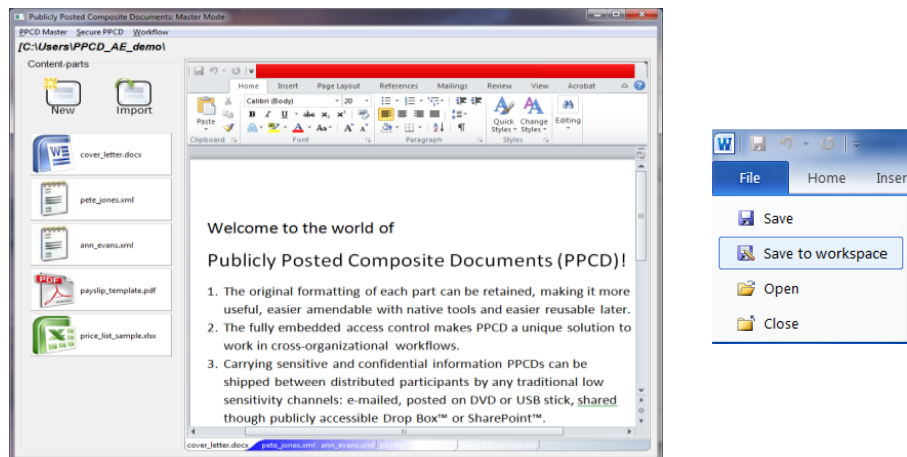 Publicly Posted Composite Documents: Master Mode
PPCD Master Secure PPCD Workflow
[C:\Users\PPCD_AE_demo\
Content-parts
New Import
cover_letter.docx
pete_jones.xml
ann_evans.xml
payslip_template.pdf
price_list_sample.xlsx
Home Insert Page Layout References Mailings Review View Acrobat
Calibri (Body) 20
Paste
Quick Styles Change Styles Editing
Clipboard Font Paragraph Styles
Welcome to the world of
Publicly Posted Composite Documents (PPCD)!
1. The original formatting of each part can be retained, making it more
useful, easier amendable with native tools and easier reusable later.
2. The fully embedded access control makes PPCD a unique solution to
work in cross-organizational workflows.
3. Carrying sensitive and confidential information PPCDs can be
shipped between distributed participants by any traditional low
sensitivity channels: e-mailed, posted on DVD or USB stick, shared
though publicly accessible Drop Box™ or SharePoint™.
cover_letter.docx pete_jones.xml ann_evans.xml
File Home Inser
Save
Save to workspace
Open
Close